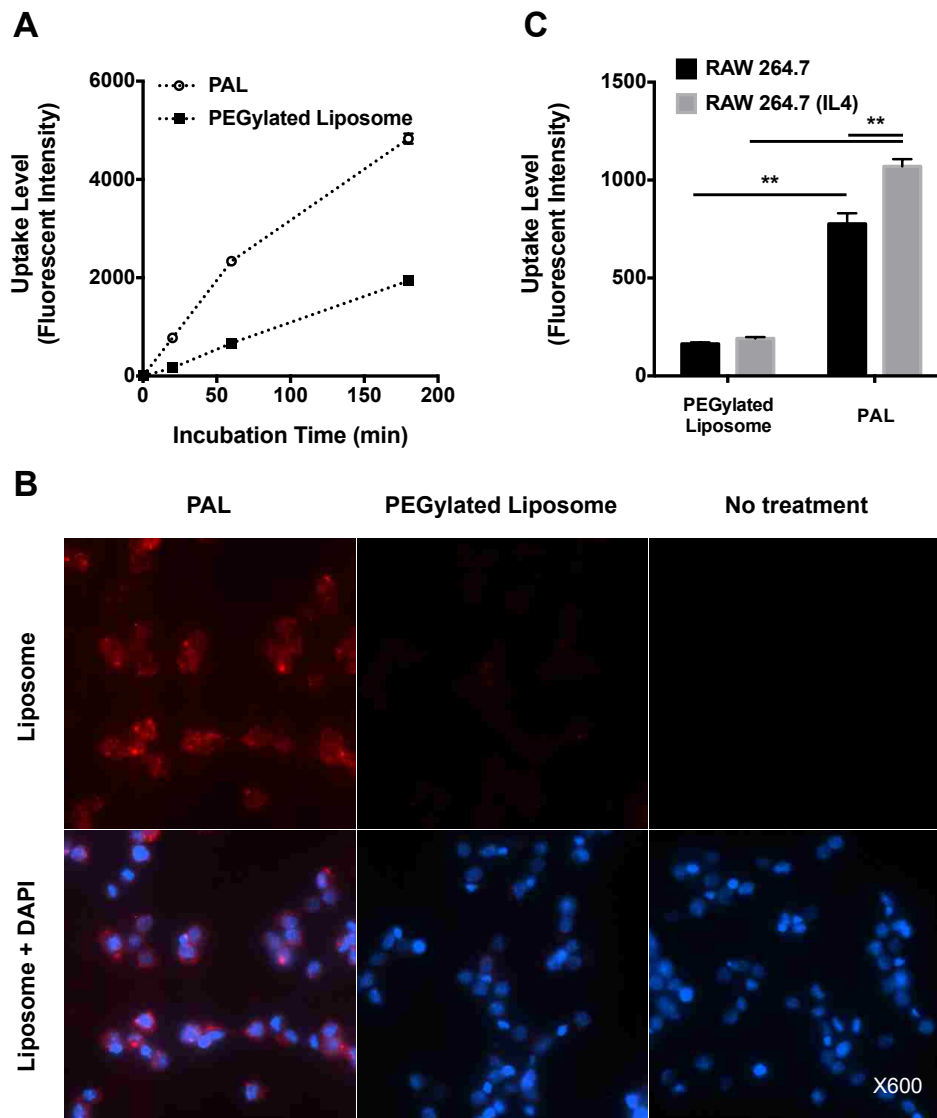 A
PAL
PEGylated Liposome
6000
4000
2000
0
Uptake Level
(Fluorescent Intensity)
0
50
100
150
200
Incubation Time (min)
C
RAW 264.7
RAW 264.7 (IL4)
1500
1000
500
0
Uptake Level
(Fluorescent Intensity)
**
**
PEGylated
Liposome
PAL
B
PAL
PEGylated Liposome
No treatment
Liposome
Liposome + DAPI
X600